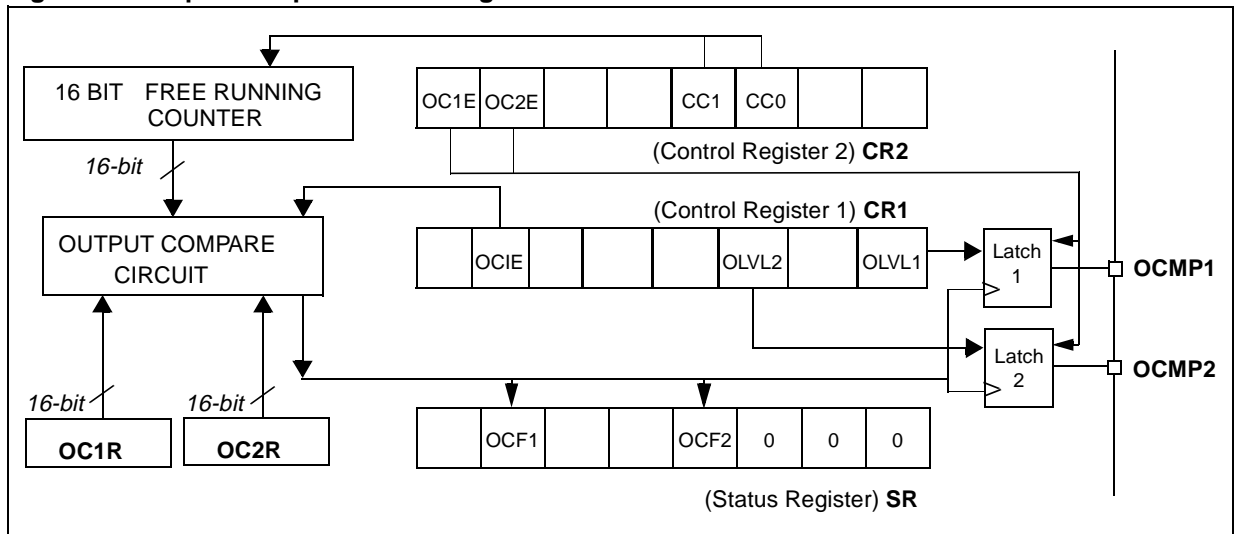 16 BIT FREE RUNNING
COUNTER
OC1E OC2E CC1 CC0
16-bit
(Control Register 2) CR2
(Control Register 1) CR1
OUTPUT COMPARE
CIRCUIT
OCIE OLVL2 OLVL1
Latch
1
OCMP1
Latch
2
OCMP2
16-bit
16-bit
OC1R
OC2R
OCF1 OCF2 0 0 0
(Status Register) SR